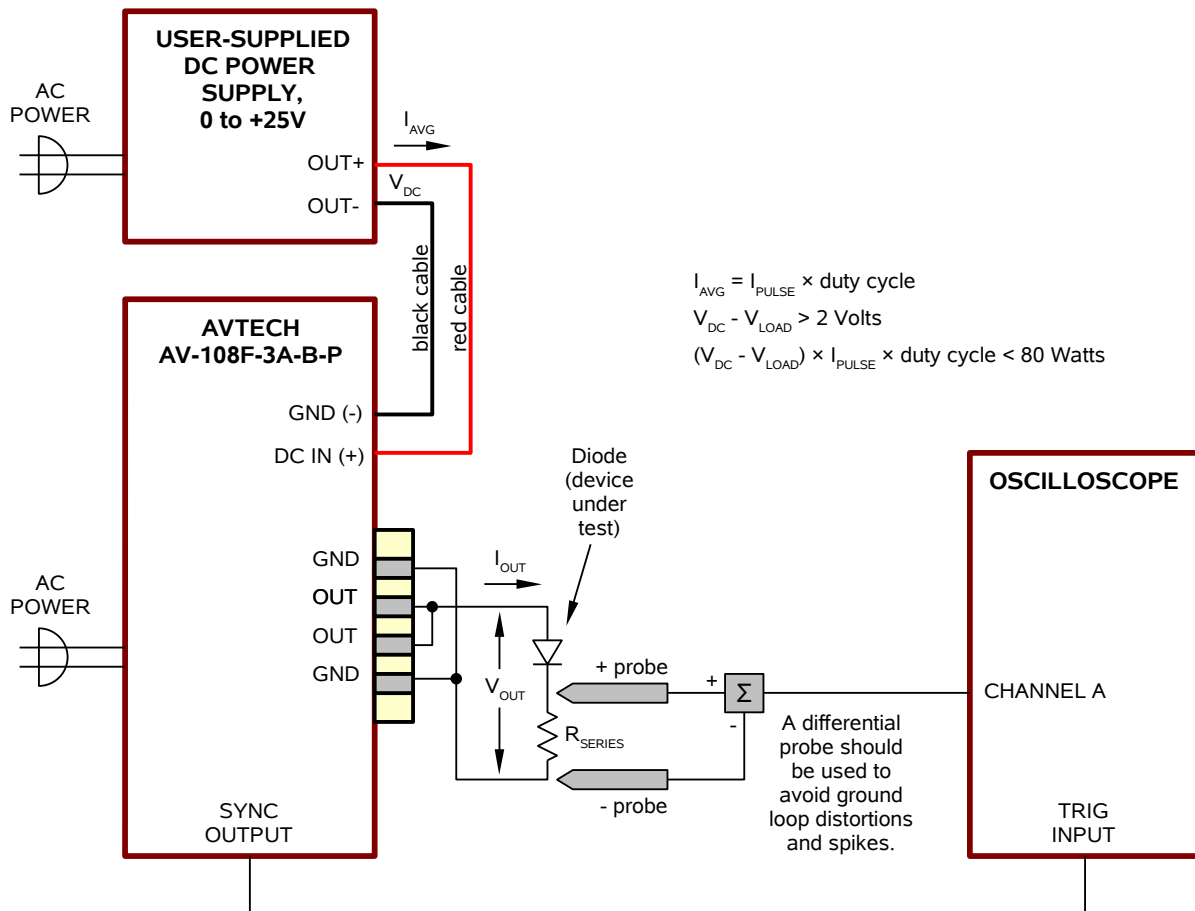 USER-SUPPLIED
DC POWER
SUPPLY,
0 to +25V
AC
POWER
I_AVG
OUT+
V_DC
OUT-
black cable
red cable
I_AVG = I_PULSE × duty cycle
V_DC - V_LOAD > 2 Volts
(V_DC - V_LOAD) × I_PULSE × duty cycle < 80 Watts
AVTECH
AV-108F-3A-B-P
GND (-)
DC IN (+)
Diode
(device
under
test)
OSCILLOSCOPE
GND
OUT
OUT
GND
AC
POWER
I_OUT
V_OUT
+ probe
+
Σ
-
R_SERIES
- probe
CHANNEL A
A differential
probe should
be used to
avoid ground
loop distortions
and spikes.
SYNC
OUTPUT
TRIG
INPUT